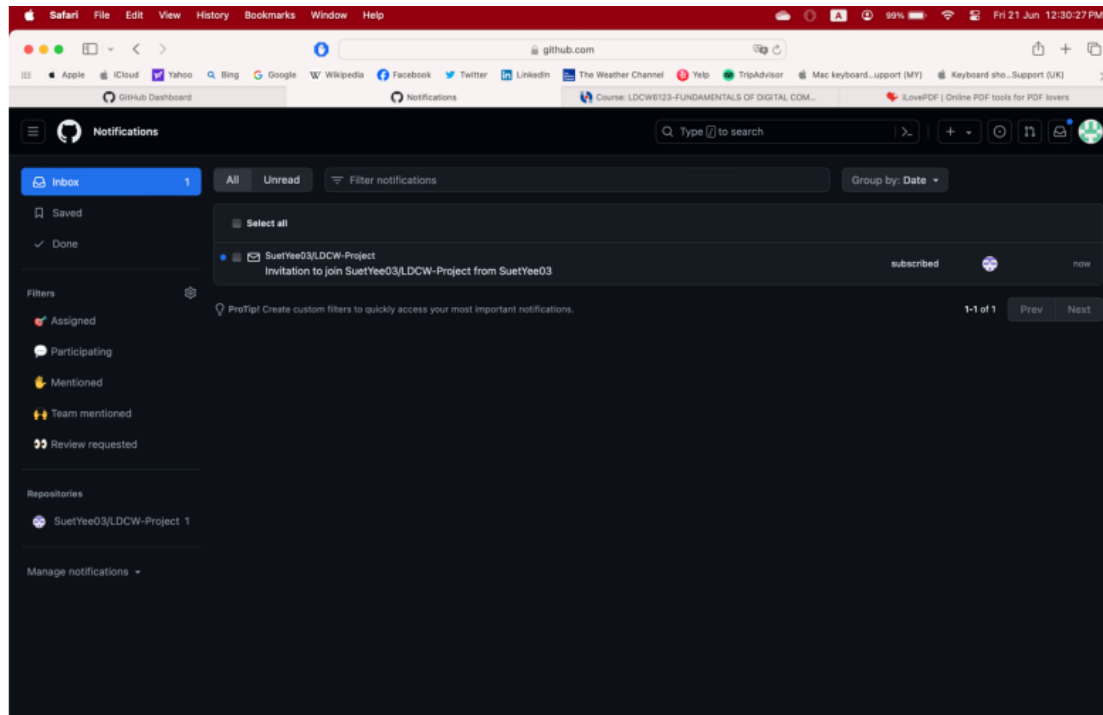 Safari File Edit View History Bookmarks Window Help
A 99% Fri 21 Jun 12:30:27 PM
github.com
Apple iCloud Yahoo Bing Google Wikipedia Facebook Twitter LinkedIn The Weather Channel Yelp TripAdvisor Mac keyboard...upport (MY) Keyboard sho...Support (UK)
GitHub Dashboard Notifications Course: LDCW6123-FUNDAMENTALS OF DIGITAL COM... iLovePDF | Online PDF tools for PDF lovers
Notifications
Type / to search
Inbox 1
All Unread Filter notifications Group by: Date
Saved
Select all
Done
SuetYee03/LDCW-Project
Invitation to join SuetYee03/LDCW-Project from SuetYee03
subscribed now
Filters
ProTip! Create custom filters to quickly access your most important notifications.
1-1 of 1 Prev Next
Assigned
Participating
Mentioned
Team mentioned
Review requested
Repositories
SuetYee03/LDCW-Project 1
Manage notifications